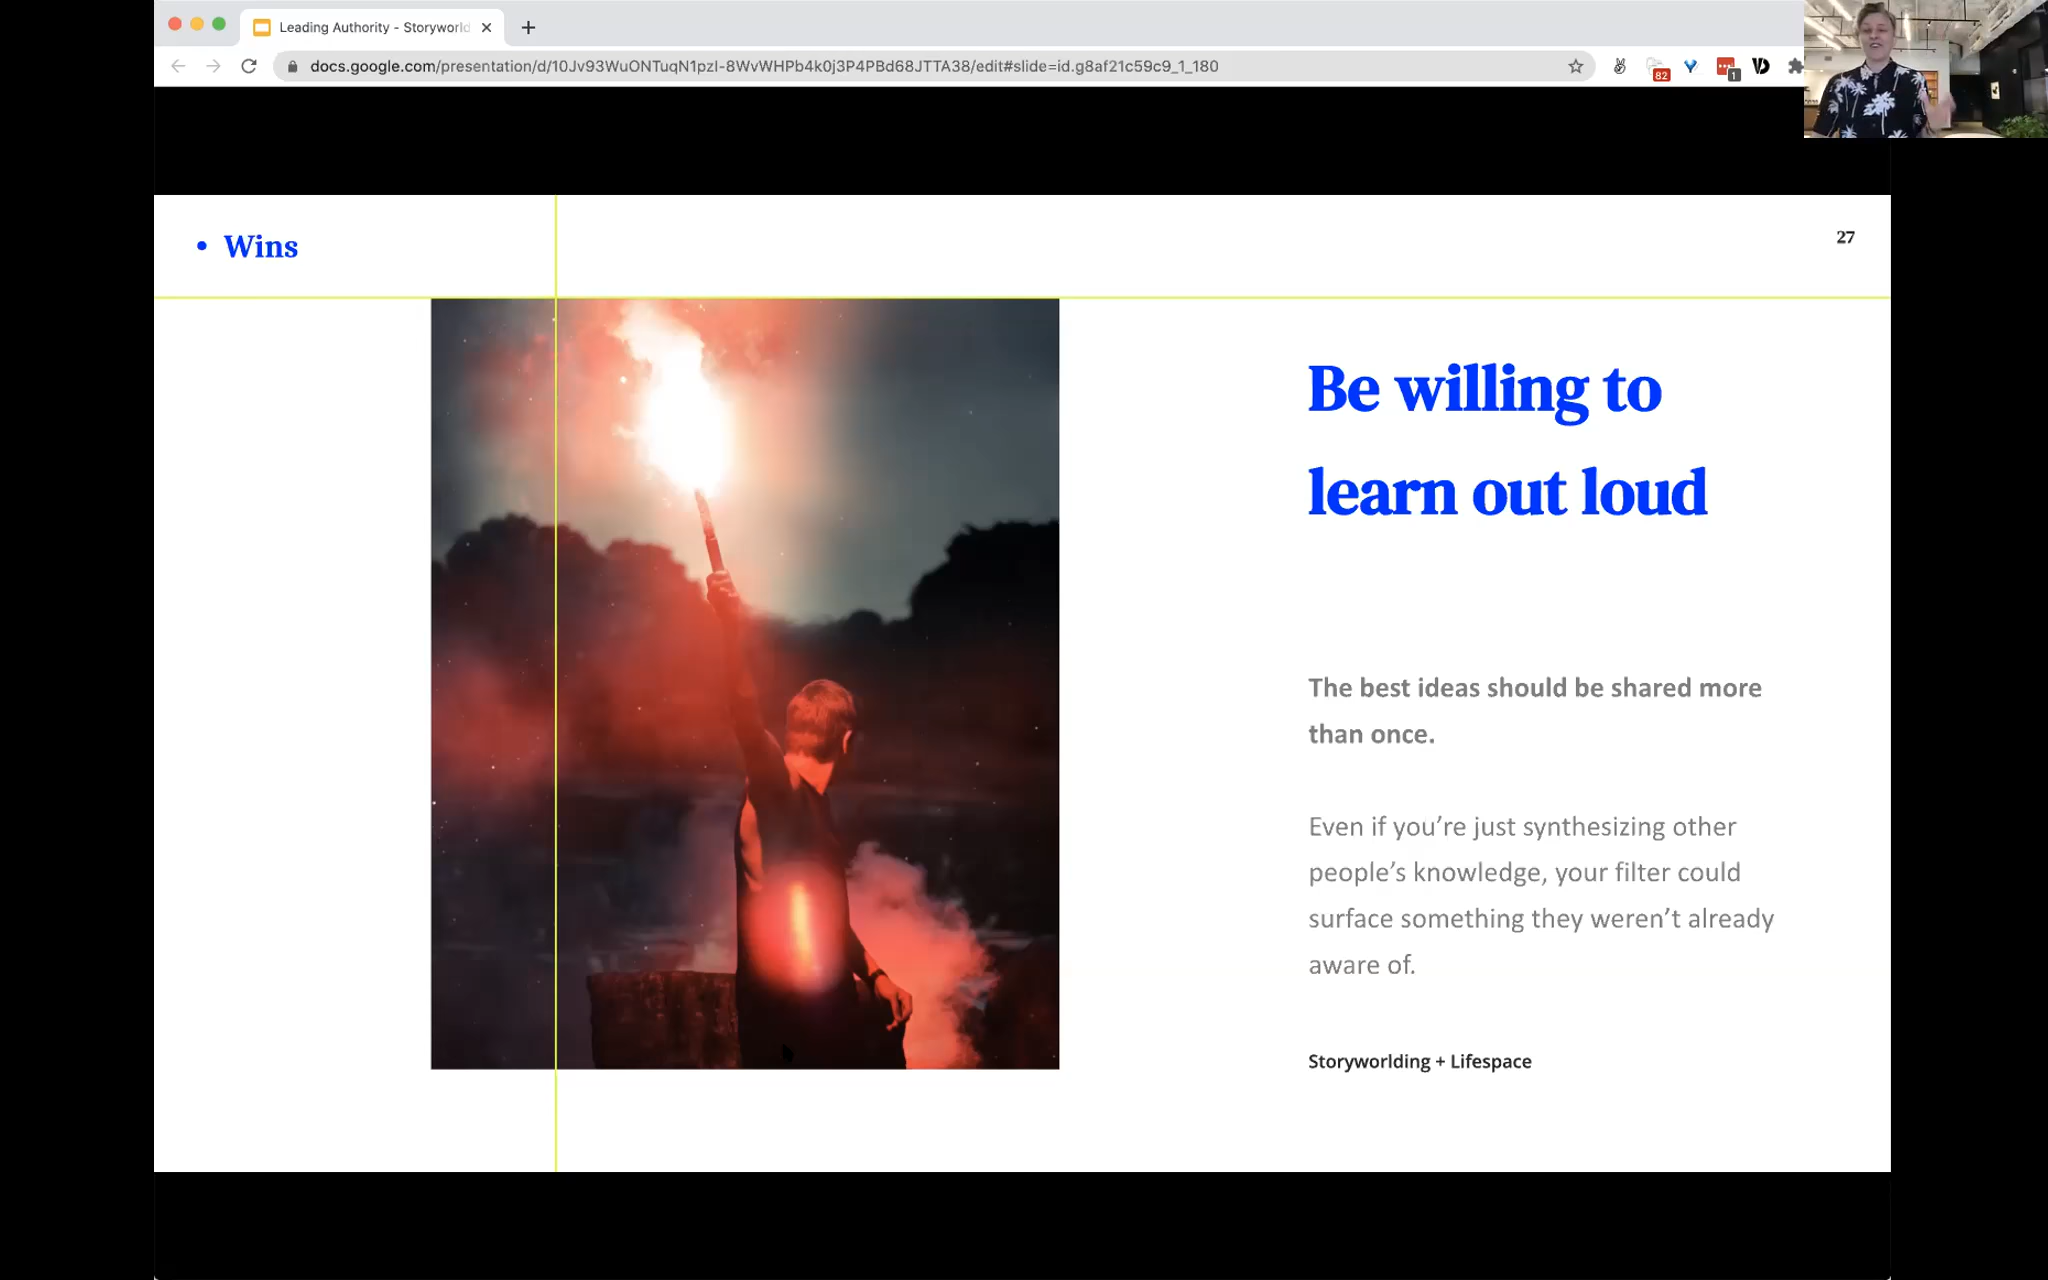 Leading Authority - Storyworld
docs.google.com/presentation/d/10Jv93WuONTuqN1pzI-8WvWHPb4k0j3P4PBd68JTTA38/edit#slide=id.g8af21c59c9_1_180
82
1
• Wins
27
Be willing to
learn out loud
The best ideas should be shared more
than once.
Even if you’re just synthesizing other
people’s knowledge, your filter could
surface something they weren’t already
aware of.
Storyworlding + Lifespace